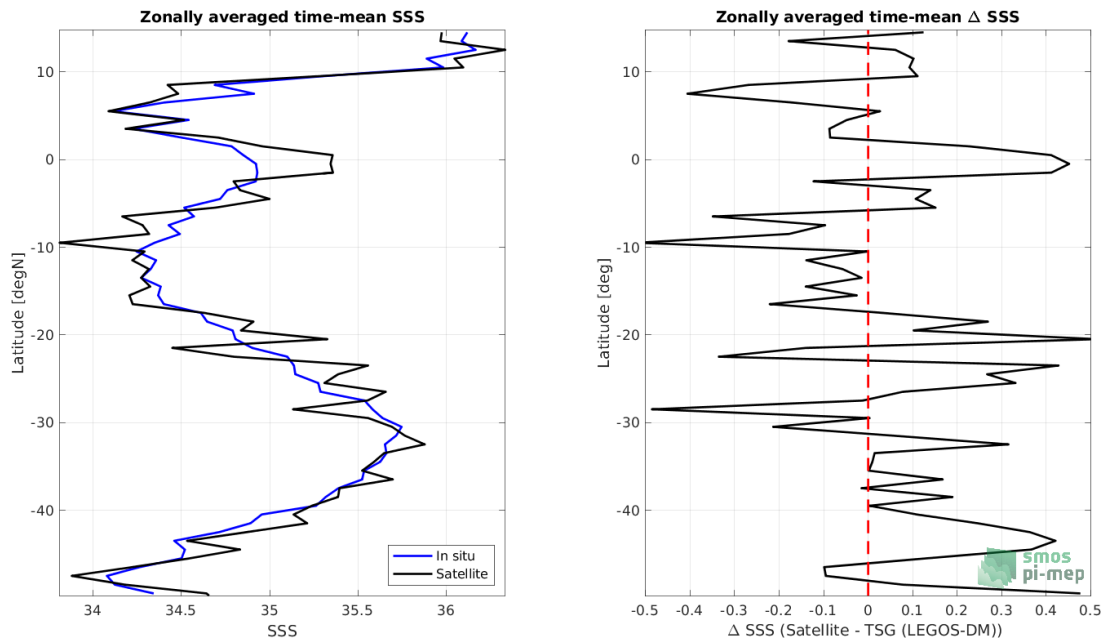 Zonally averaged time-mean SSS
10
0
-10
-20
-30
-40
Latitude [degN]
34
34.5
35
35.5
36
SSS
In situ
Satellite
Zonally averaged time-mean Δ SSS
10
0
-10
-20
-30
-40
Latitude [deg]
-0.5
-0.4
-0.3
-0.2
-0.1
0
0.1
0.2
0.3
0.4
0.5
Δ SSS (Satellite - TSG (LEGOS-DM))
smos
pi-mep